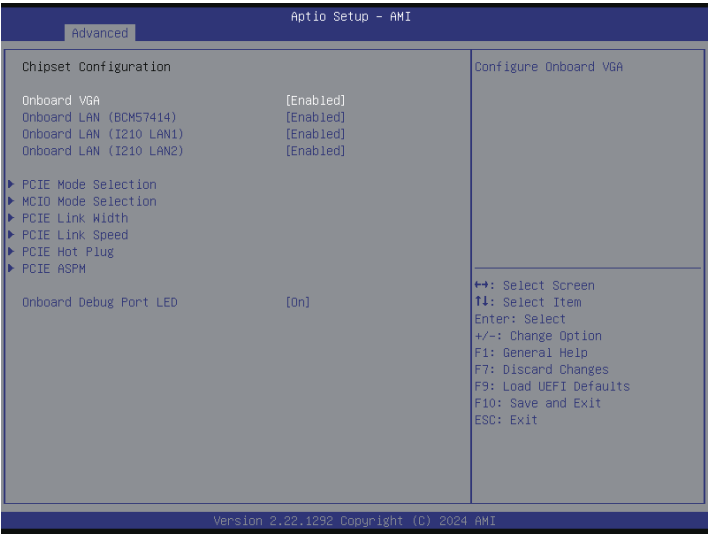 Aptio Setup - AMI
Advanced
Chipset Configuration
Onboard VGA [Enabled]
Onboard LAN (BCM57414) [Enabled]
Onboard LAN (I210 LAN1) [Enabled]
Onboard LAN (I210 LAN2) [Enabled]
PCIE Mode Selection
MCIO Mode Selection
PCIE Link Width
PCIE Link Speed
PCIE Hot Plug
PCIE ASPM
Onboard Debug Port LED [On]
Configure Onboard VGA
↔: Select Screen
↑↓: Select Item
Enter: Select
+/-: Change Option
F1: General Help
F7: Discard Changes
F9: Load UEFI Defaults
F10: Save and Exit
ESC: Exit
Version 2.22.1292 Copyright (C) 2024 AMI